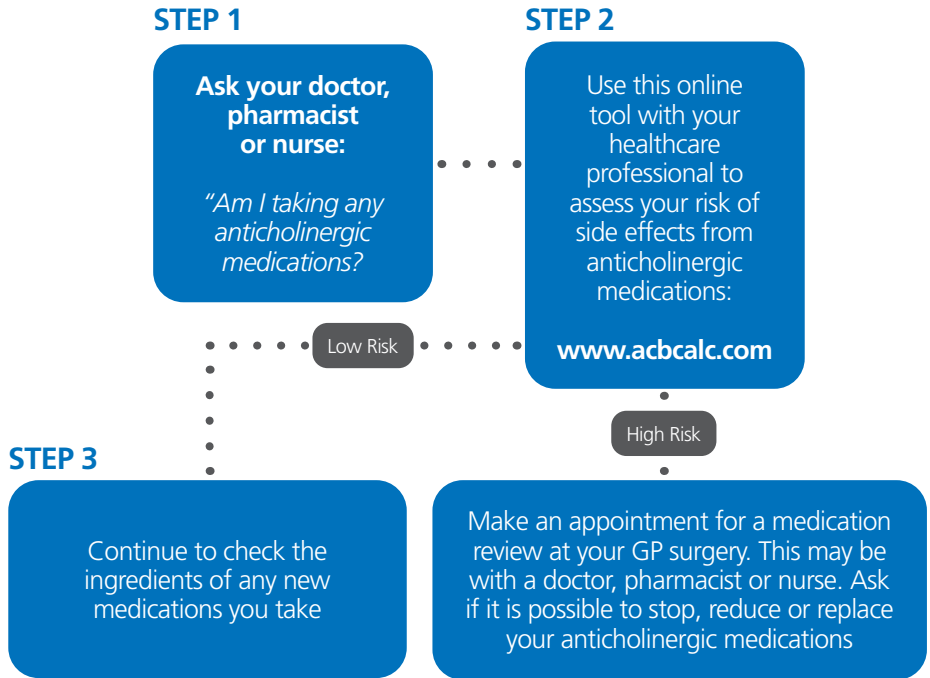 STEP 1
Ask your doctor,
pharmacist
or nurse:
“Am I taking any
anticholinergic
medications?
STEP 2
Use this online
tool with your
healthcare
professional to
assess your risk of
side effects from
anticholinergic
medications:
www.acbcalc.com
Low Risk
High Risk
STEP 3
Continue to check the
ingredients of any new
medications you take
Make an appointment for a medication
review at your GP surgery. This may be
with a doctor, pharmacist or nurse. Ask
if it is possible to stop, reduce or replace
your anticholinergic medications